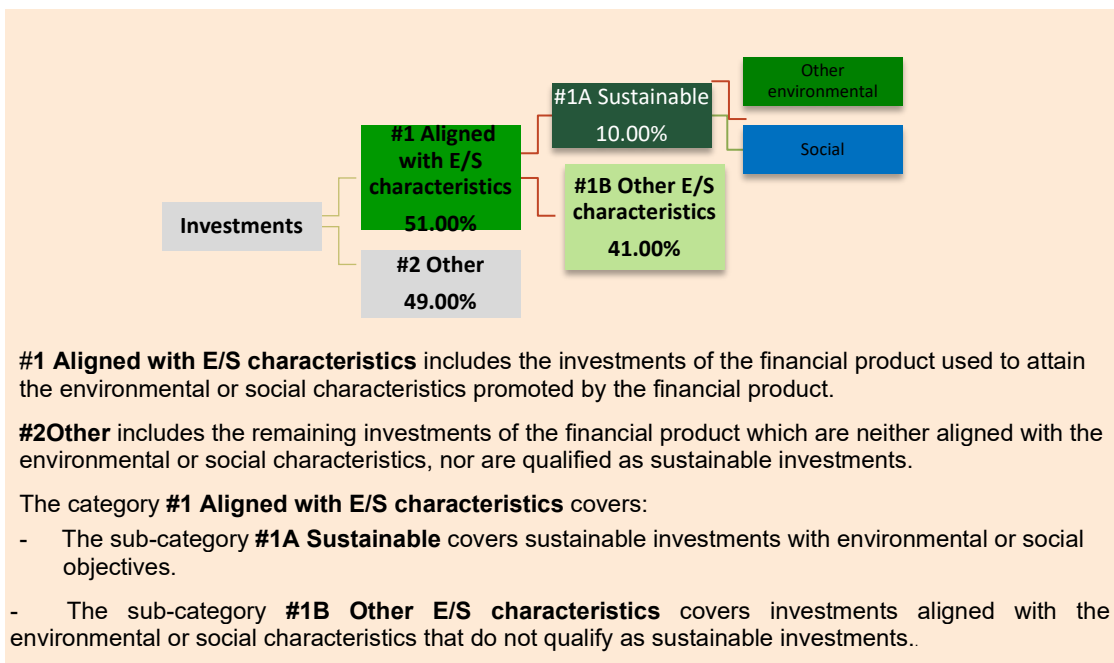 Other
environmental
#1A Sustainable
10.00%
Social
#1 Aligned
with E/S
characteristics
51.00%
#1B Other E/S
characteristics
41.00%
Investments
#2 Other
49.00%
#1 Aligned with E/S characteristics includes the investments of the financial product used to attain
the environmental or social characteristics promoted by the financial product.
#2Other includes the remaining investments of the financial product which are neither aligned with the
environmental or social characteristics, nor are qualified as sustainable investments.
The category #1 Aligned with E/S characteristics covers:
- The sub-category #1A Sustainable covers sustainable investments with environmental or social
objectives.
- The sub-category #1B Other E/S characteristics covers investments aligned with the
environmental or social characteristics that do not qualify as sustainable investments..